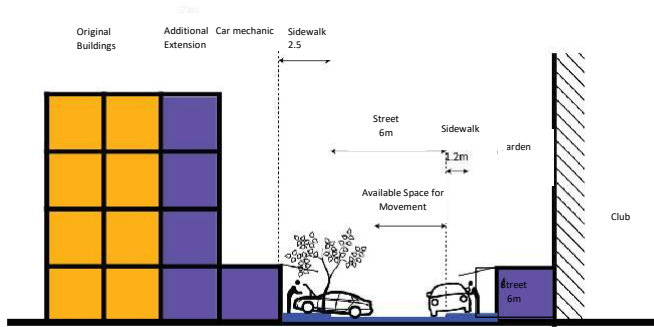 Original
Buildings
Additional
Extension
Car mechanic
Sidewalk
2.5
Street
6m
Sidewalk
1.2m
arden
Available Space for
Movement
Club
Street
6m